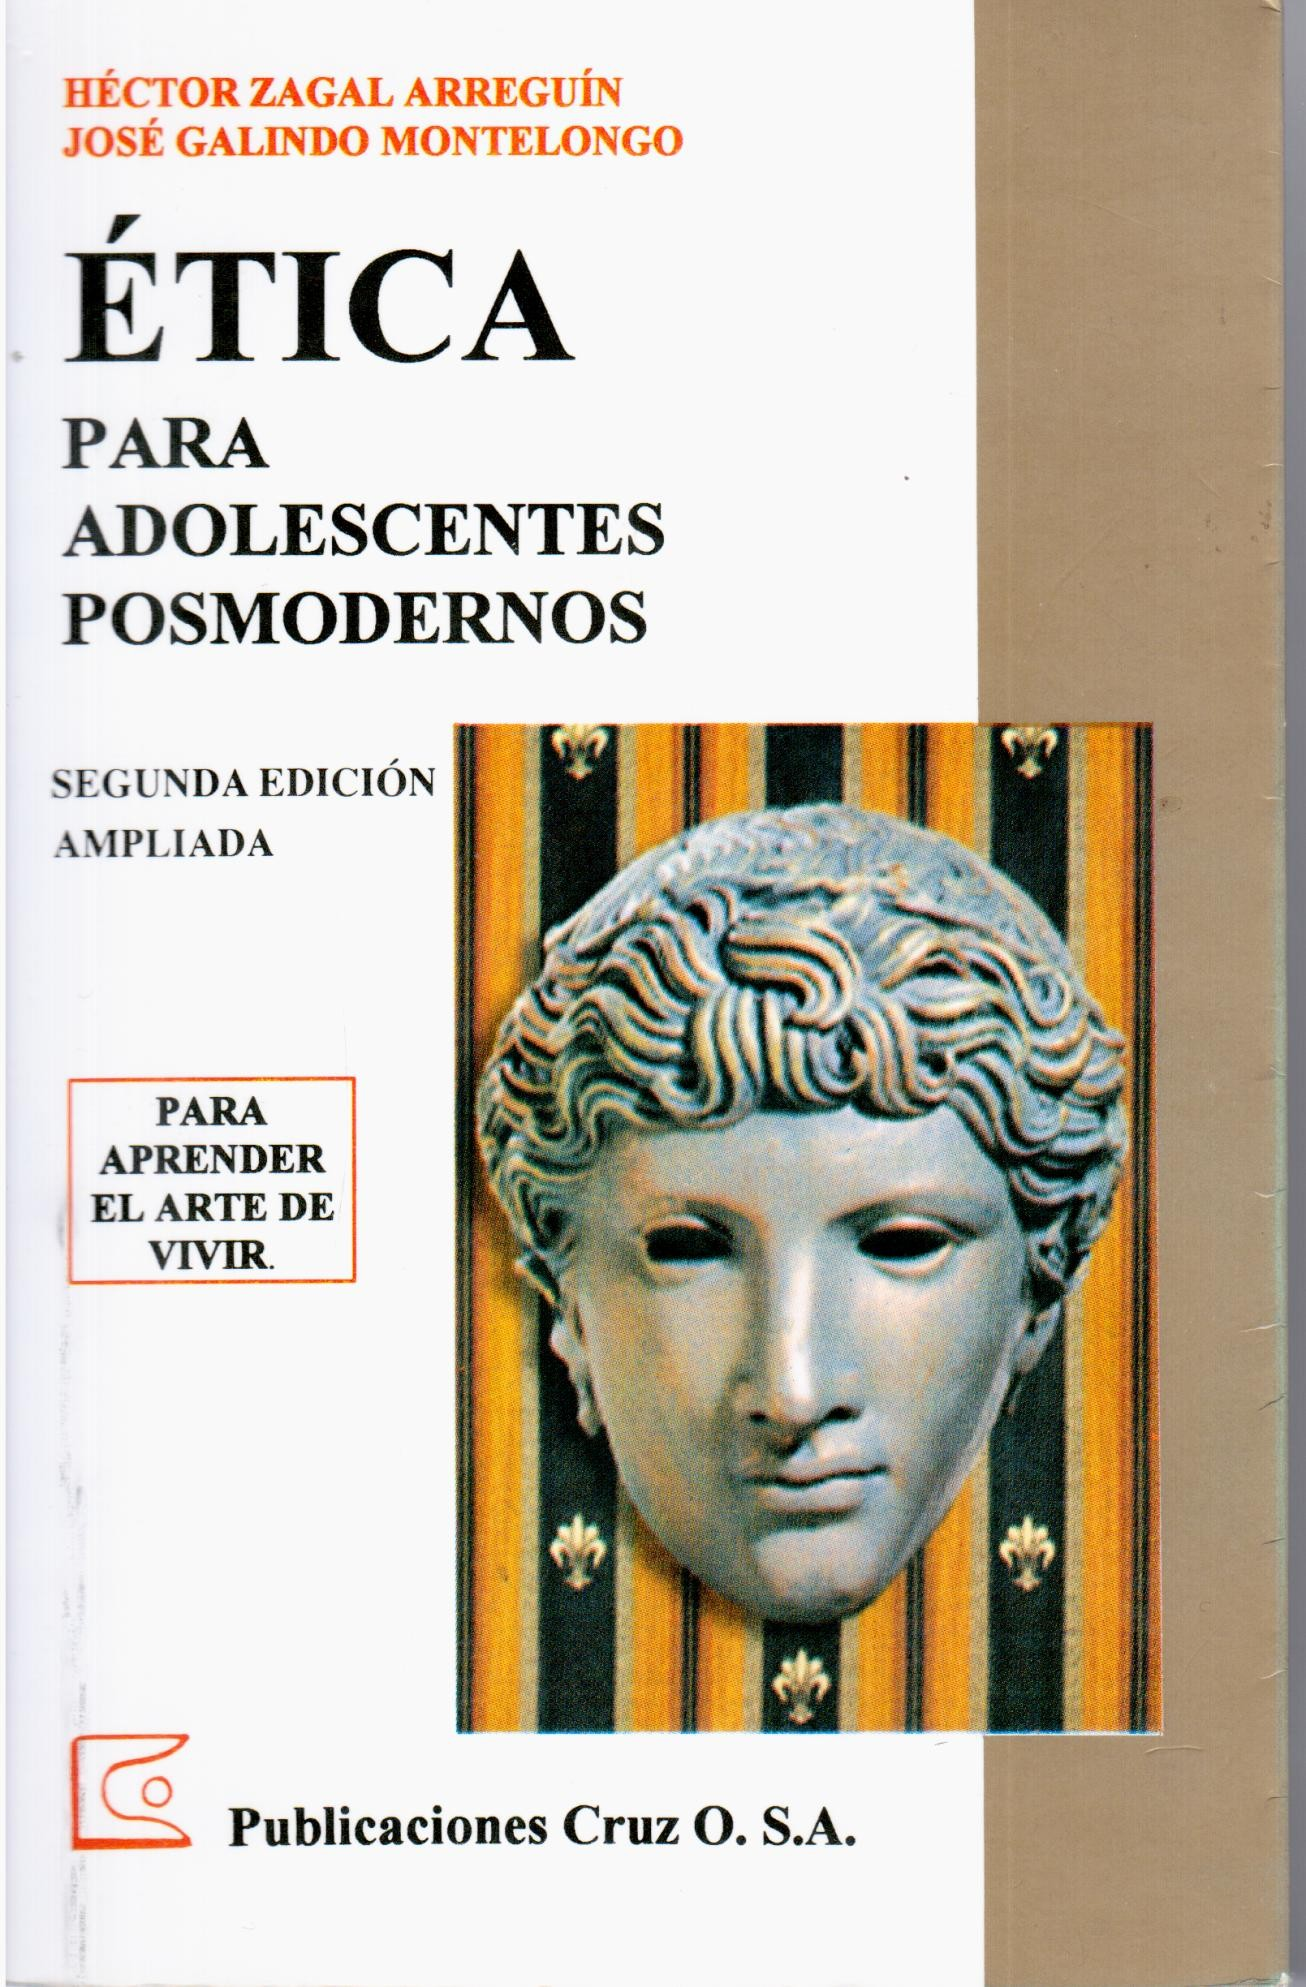 HÉCTOR ZAGAL ARREGUÍN
JOSÉ GALINDO MONTELONGO
ÉTICA
PARA
ADOLESCENTES
POSMODERNOS
SEGUNDA EDICIÓN
AMPLIADA
PARA
APRENDER
EL ARTE DE
VIVIR.
Publicaciones Cruz O. S.A.